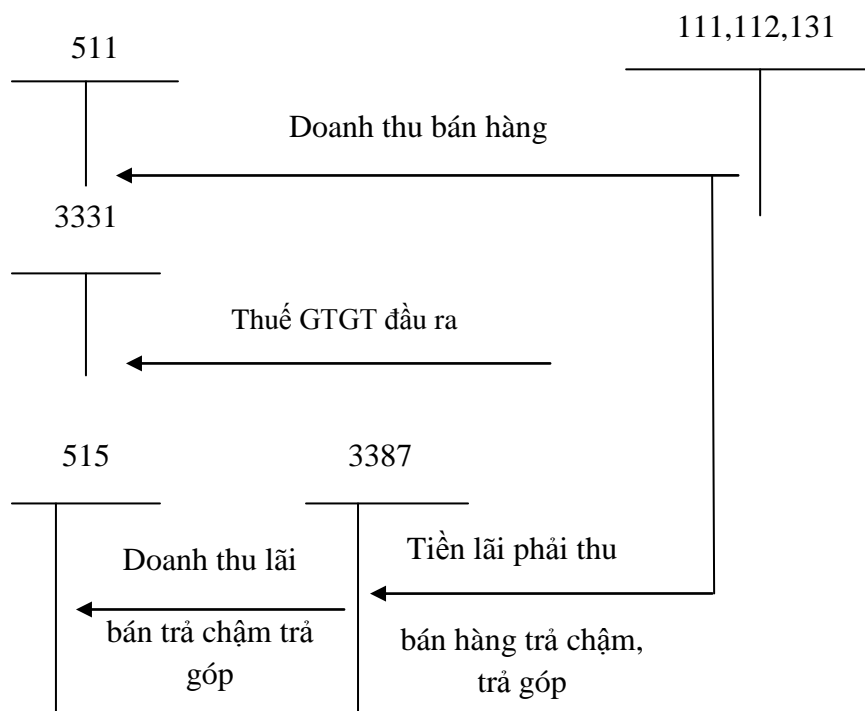 111,112,131
511
Doanh thu bán hàng
3331
Thuế GTGT đầu ra
515
3387
Doanh thu lãi
bán trả chậm trả
góp
Tiền lãi phải thu
bán hàng trả chậm,
trả góp